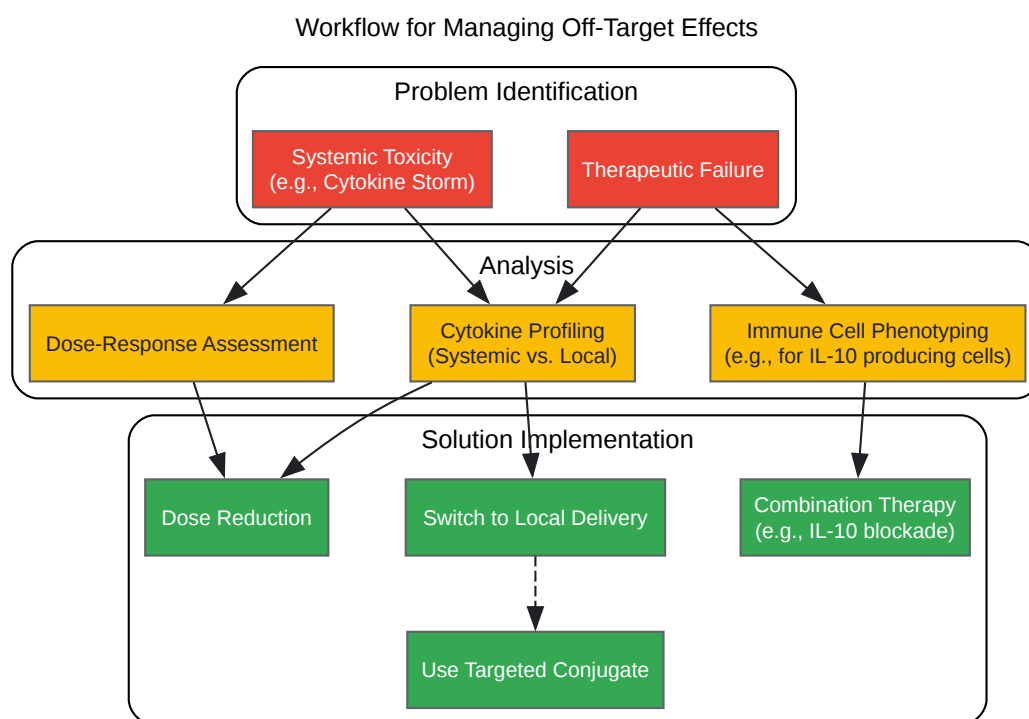 Workflow for Managing Off-Target Effects
Problem Identification
Systemic Toxicity
(e.g., Cytokine Storm)
Therapeutic Failure
Analysis
Dose-Response Assessment
Cytokine Profiling
(Systemic vs. Local)
Immune Cell Phenotyping
(e.g., for IL-10 producing cells)
Solution Implementation
Dose Reduction
Switch to Local Delivery
Combination Therapy
(e.g., IL-10 blockade)
Use Targeted Conjugate